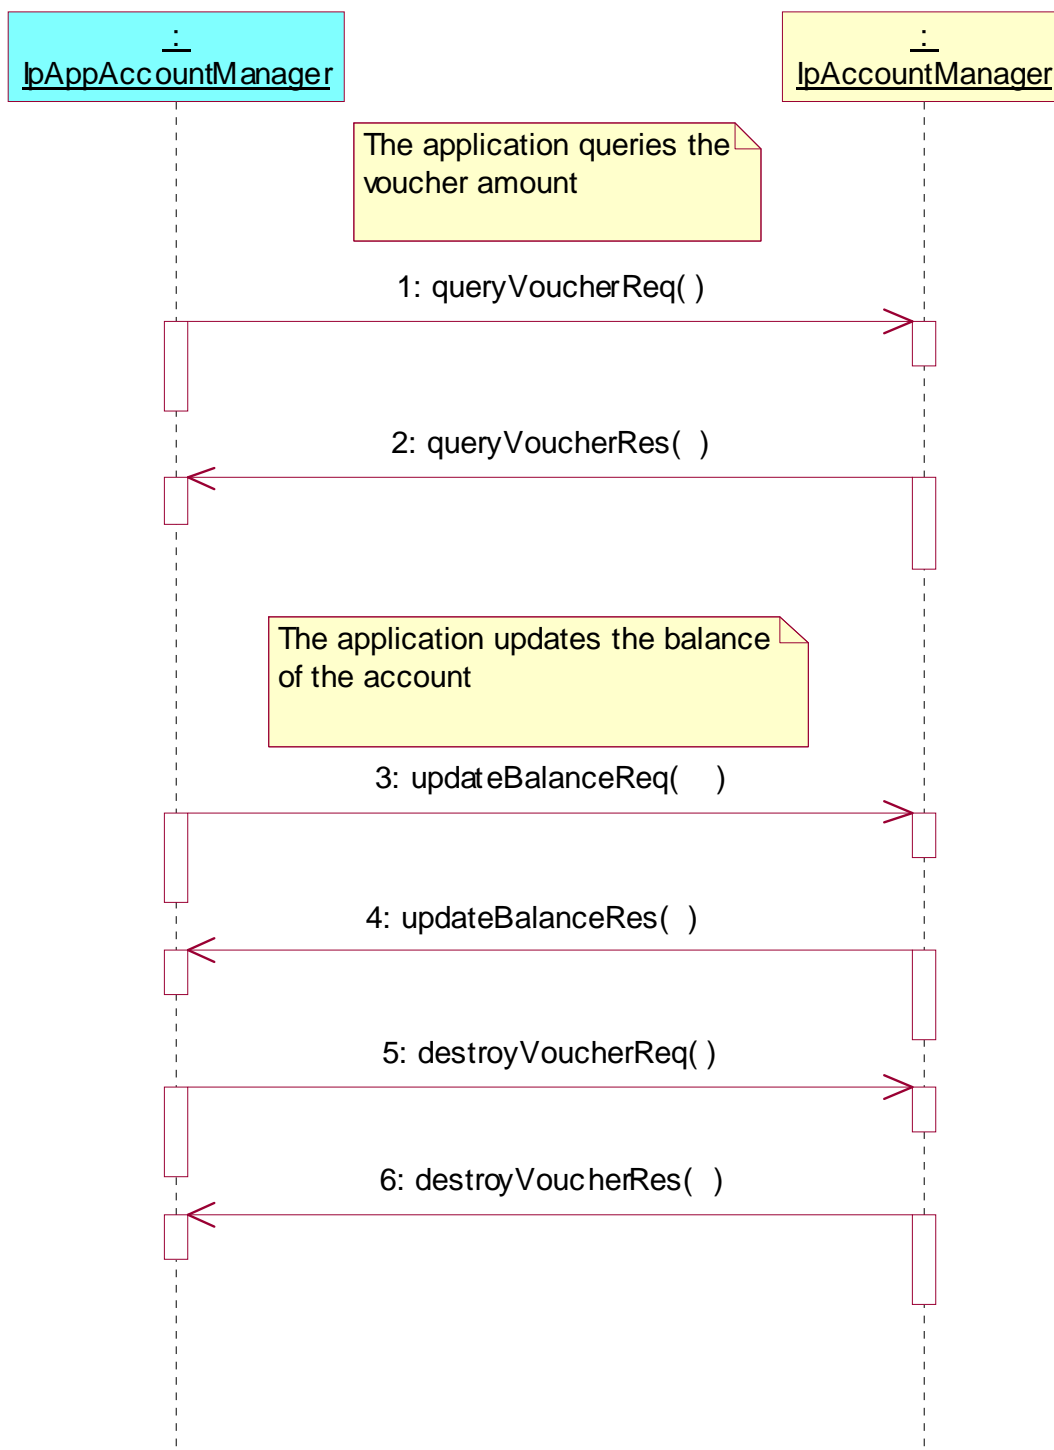 :
IpAppAccountManager
:
IpAccountManager
The application queries the
voucher amount
1: queryVoucherReq( )
2: queryVoucherRes( )
The application updates the balance
of the account
3: updateBalanceReq( )
4: updateBalanceRes( )
5: destroyVoucherReq( )
6: destroyVoucherRes( )